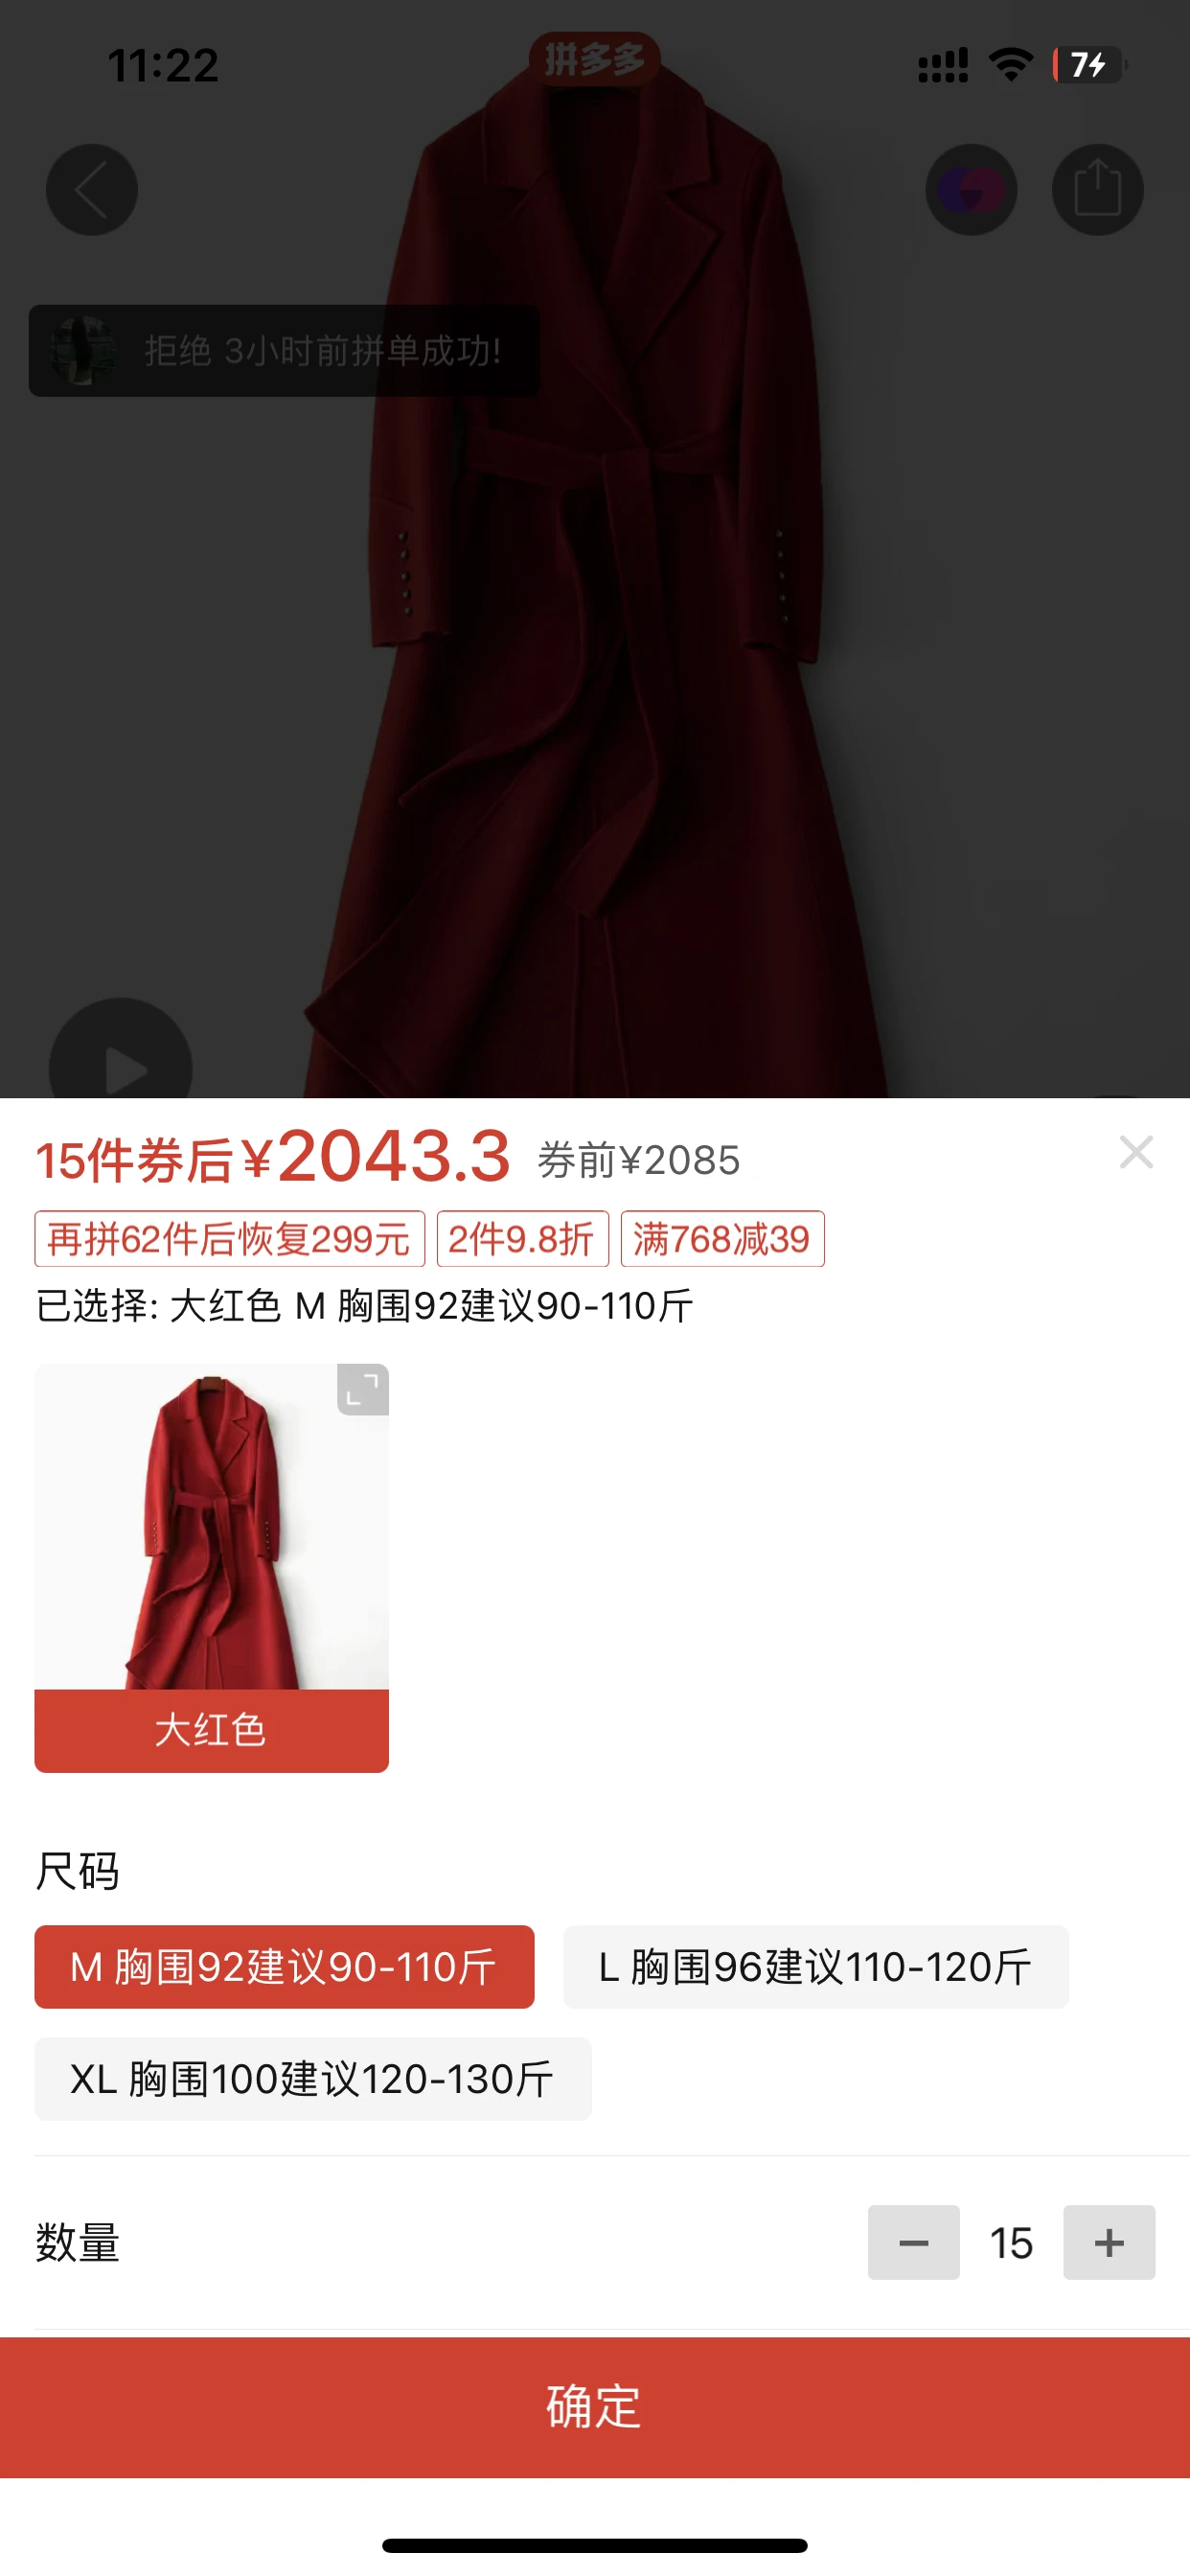 11:22
拼多多
7
拒绝 3小时前拼单成功!
15件券后¥2043.3 券前¥2085
再拼62件后恢复299元 2件9.8折 满768减39
已选择: 大红色 M 胸围92建议90-110斤
大红色
尺码
M 胸围92建议90-110斤 L 胸围96建议110-120斤
XL 胸围100建议120-130斤
数量 － 15 ＋
确定